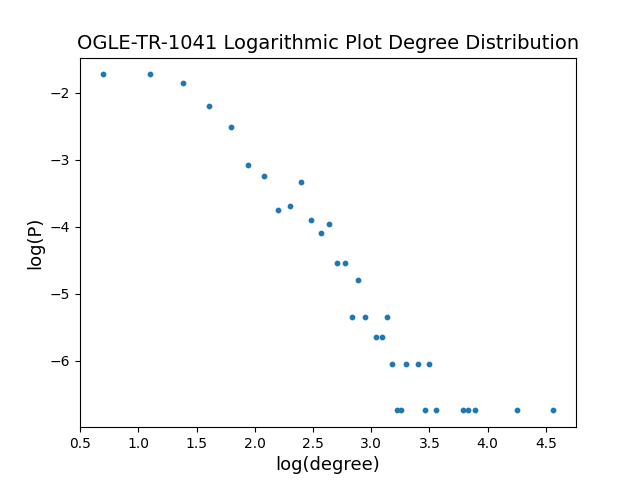 OGLE-TR-1041 Logarithmic Plot Degree Distribution
−2
−3
−4
−5
−6
log(P)
0.5 1.0 1.5 2.0 2.5 3.0 3.5 4.0 4.5
log(degree)